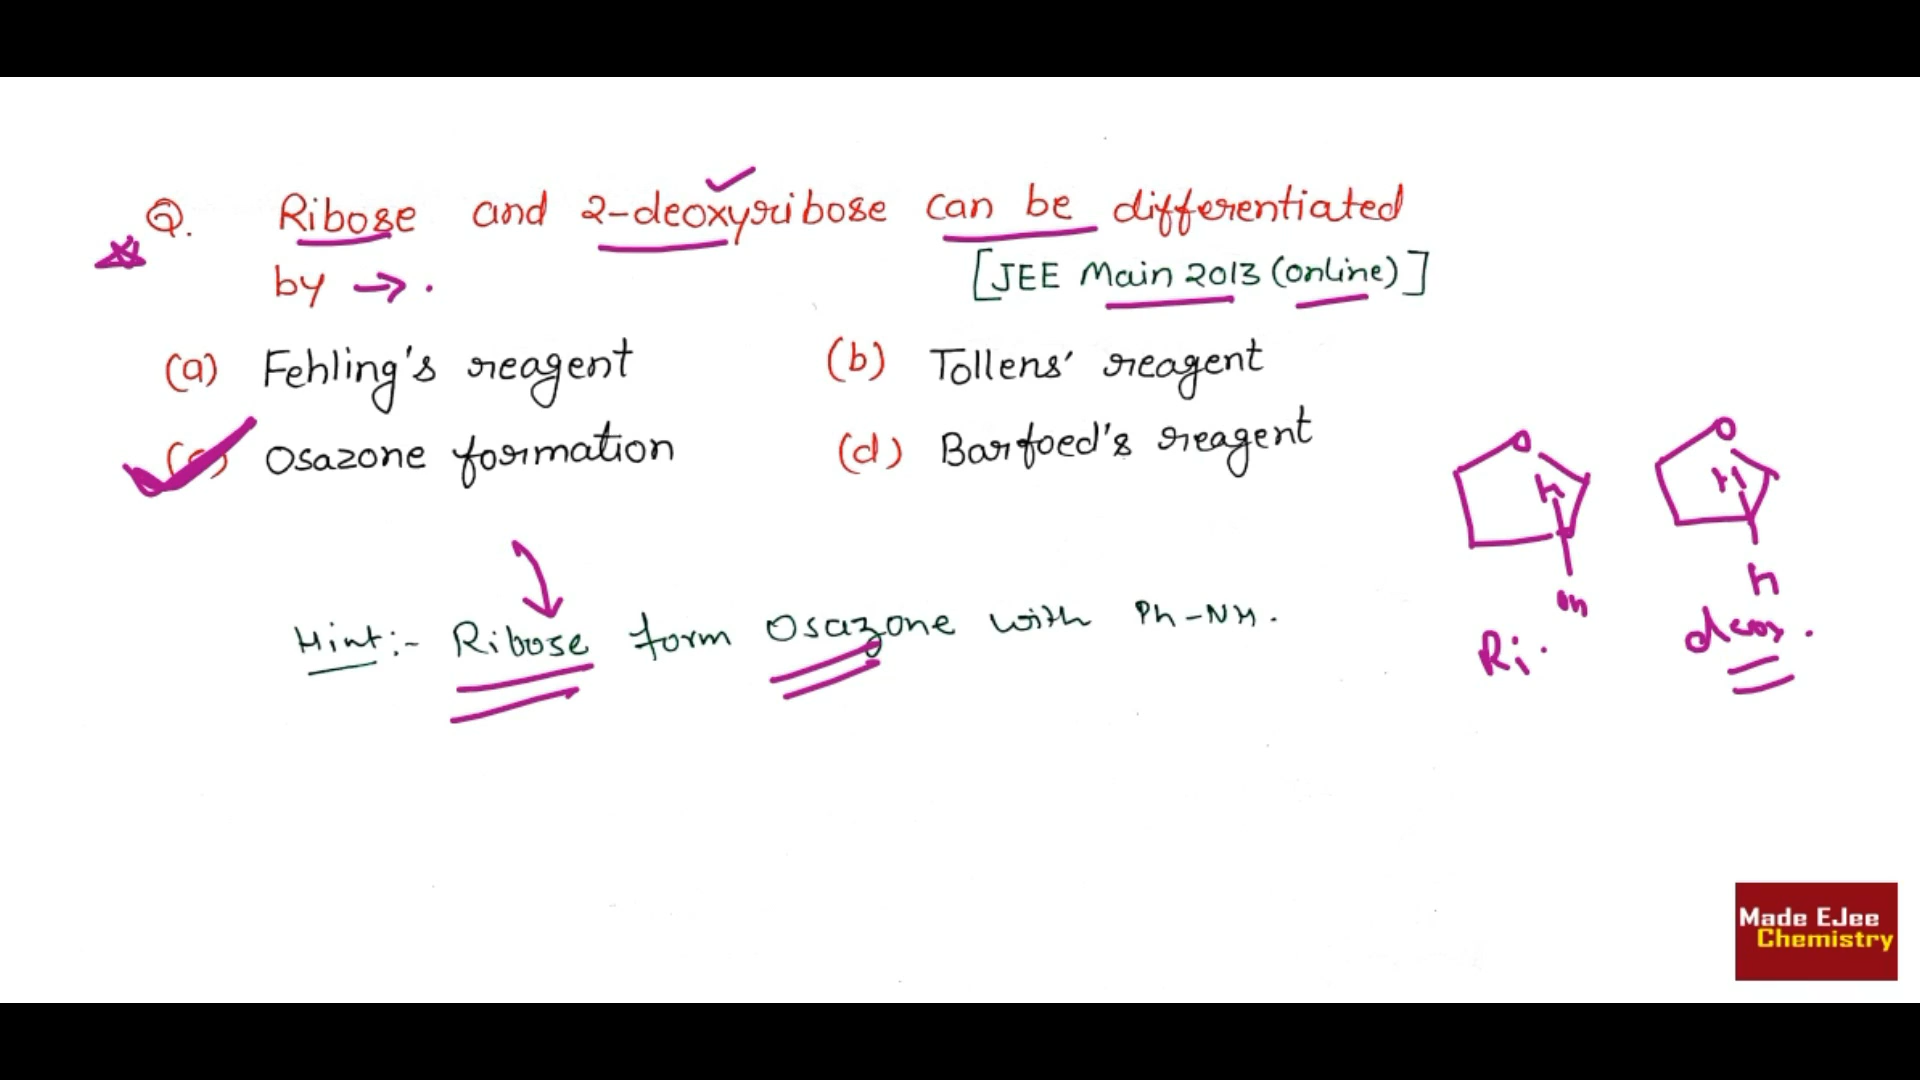 Q. Ribose and 2-deoxyribose can be differentiated
by → .
[JEE Main 2013 (online)]
(a) Fehling's reagent (b) Tollens' reagent
(c) Osazone formation (d) Barfoed's reagent
O O
H H
OH H
Ri. deox.
Hint:- Ribose form Osazone with Ph-NH.
Made EJee
Chemistry